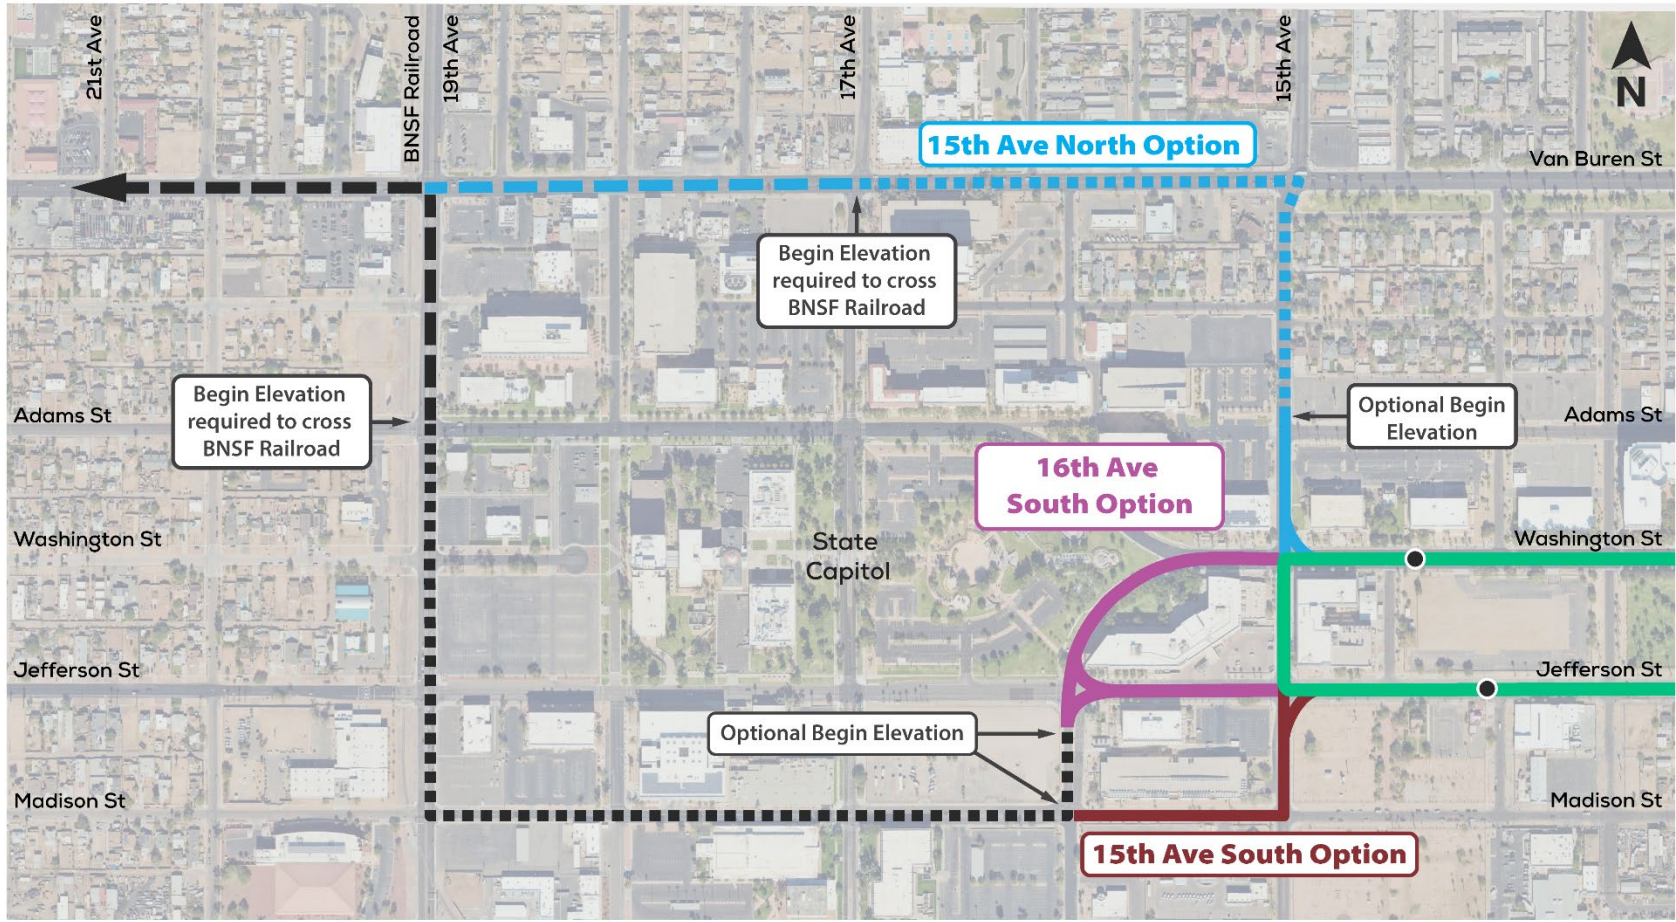 21st Ave
BNSF Railroad
19th Ave
17th Ave
15th Ave
N
15th Ave North Option
Van Buren St
Begin Elevation
required to cross
BNSF Railroad
Begin Elevation
required to cross
BNSF Railroad
Adams St
Optional Begin
Elevation
Adams St
16th Ave
South Option
Washington St
State
Capitol
Washington St
Jefferson St
Jefferson St
Optional Begin Elevation
Madison St
Madison St
15th Ave South Option